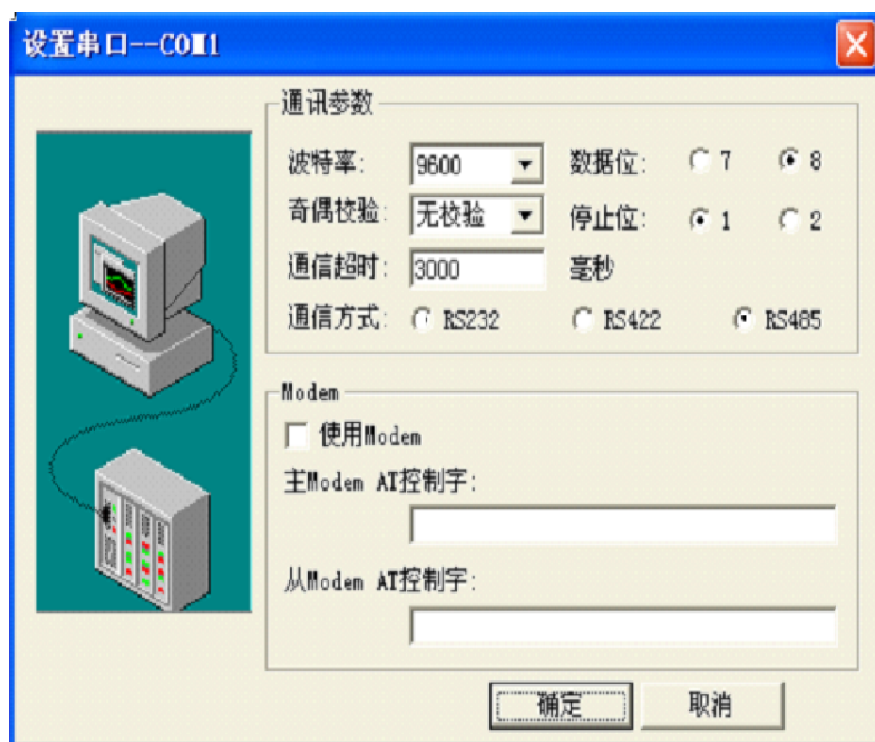 设置串口--COM1
通讯参数
波特率: 9600 数据位: 7 8
奇偶校验: 无校验 停止位: 1 2
通信超时: 3000 毫秒
通信方式: RS232 RS422 RS485
Modem
使用Modem
主Modem AT控制字:
从Modem AT控制字:
确定 取消